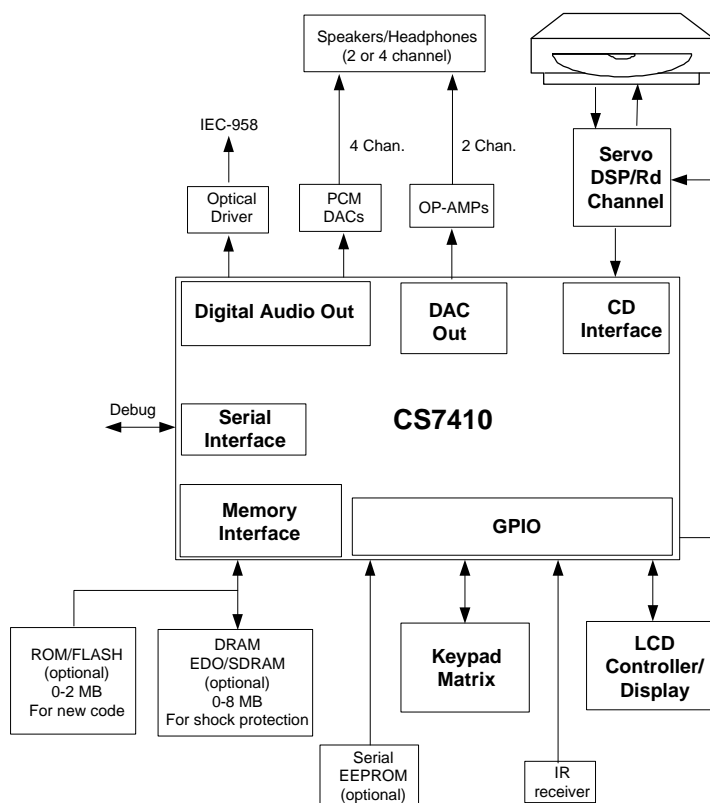 Speakers/Headphones
(2 or 4 channel)
IEC-958
4 Chan.
2 Chan.
Servo
DSP/Rd
Channel
Optical
Driver
PCM
DACs
OP-AMPs
Digital Audio Out
DAC
Out
CD
Interface
Debug
Serial
Interface
CS7410
Memory
Interface
GPIO
ROM/FLASH
(optional)
0-2 MB
For new code
DRAM
EDO/SDRAM
(optional)
0-8 MB
For shock protection
Keypad
Matrix
LCD
Controller/
Display
Serial
EEPROM
(optional)
IR
receiver